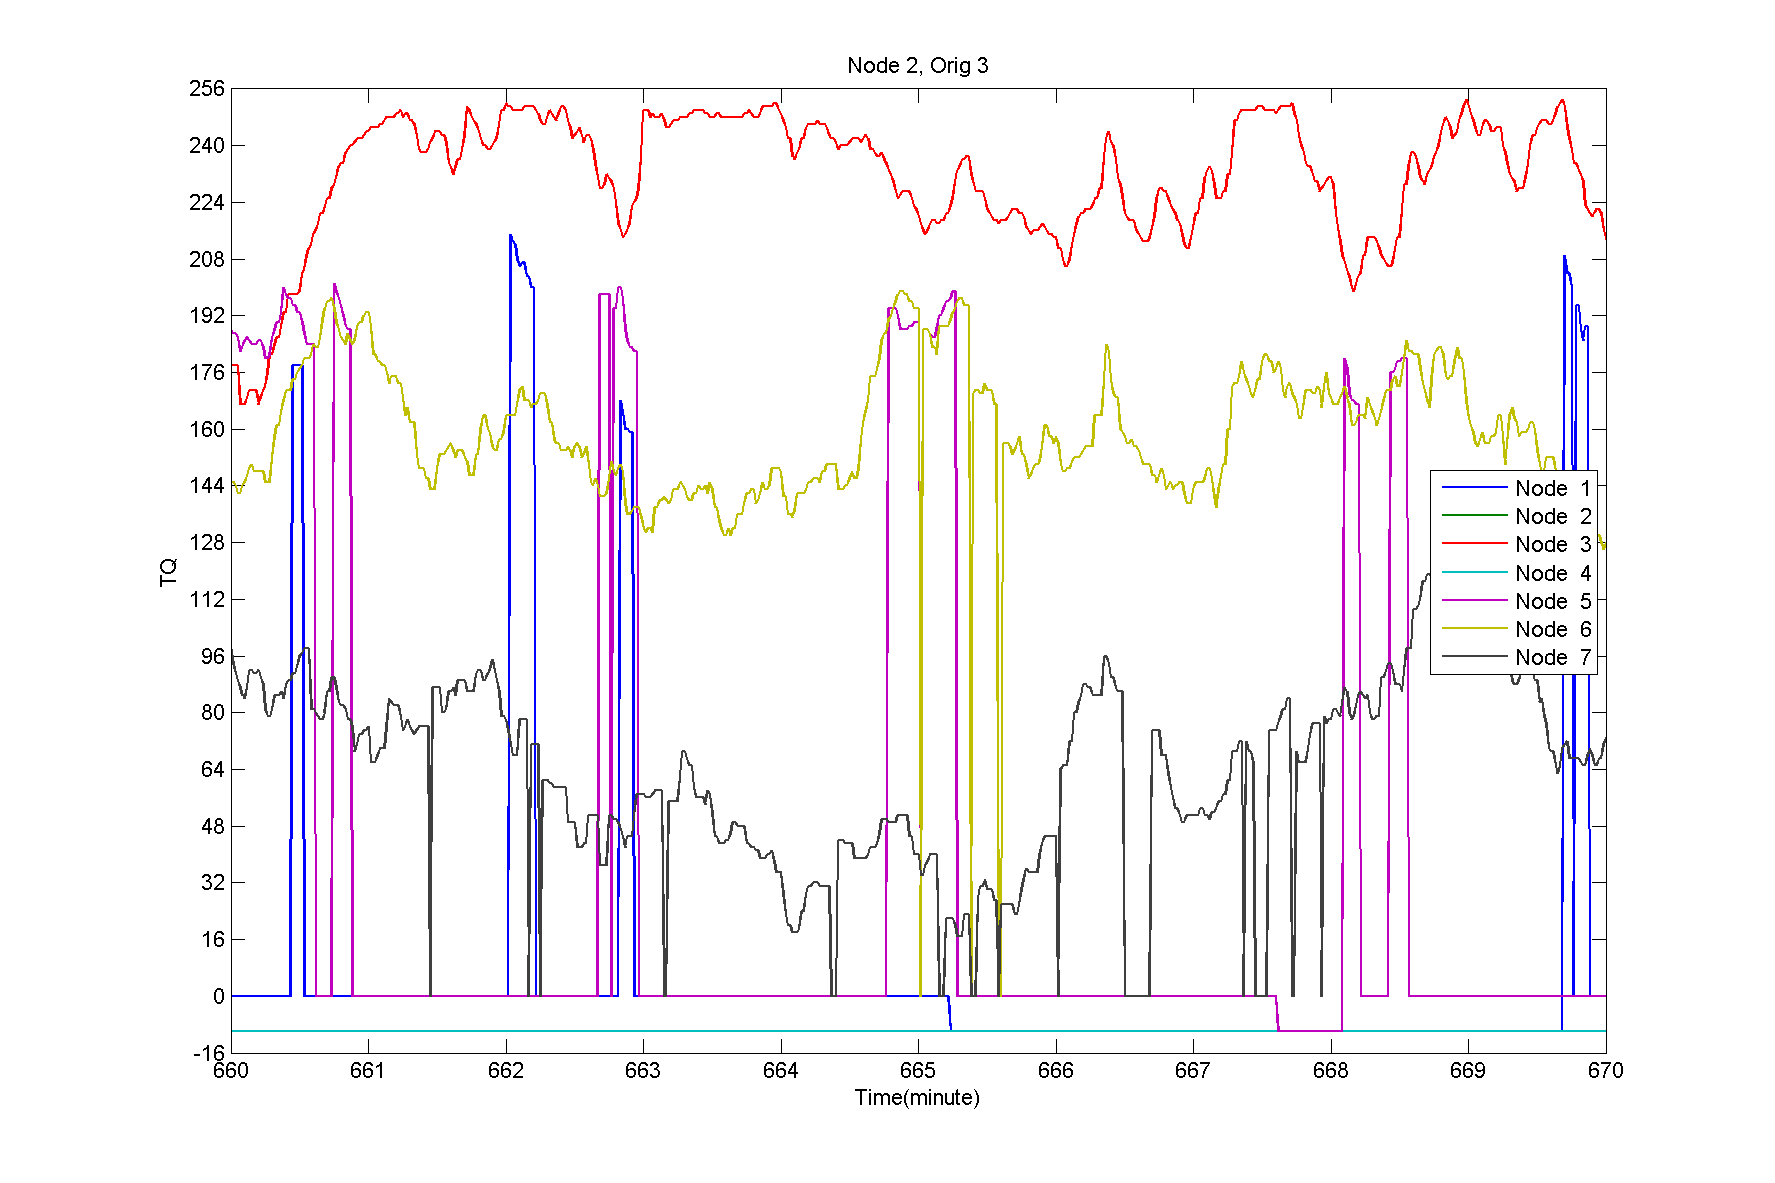 Node 2, Orig 3
256
240
224
208
192
176
160
144
128
112
96
80
64
48
32
16
0
-16
TQ
660 661 662 663 664 665 666 667 668 669 670
Time(minute)
Node 1
Node 2
Node 3
Node 4
Node 5
Node 6
Node 7